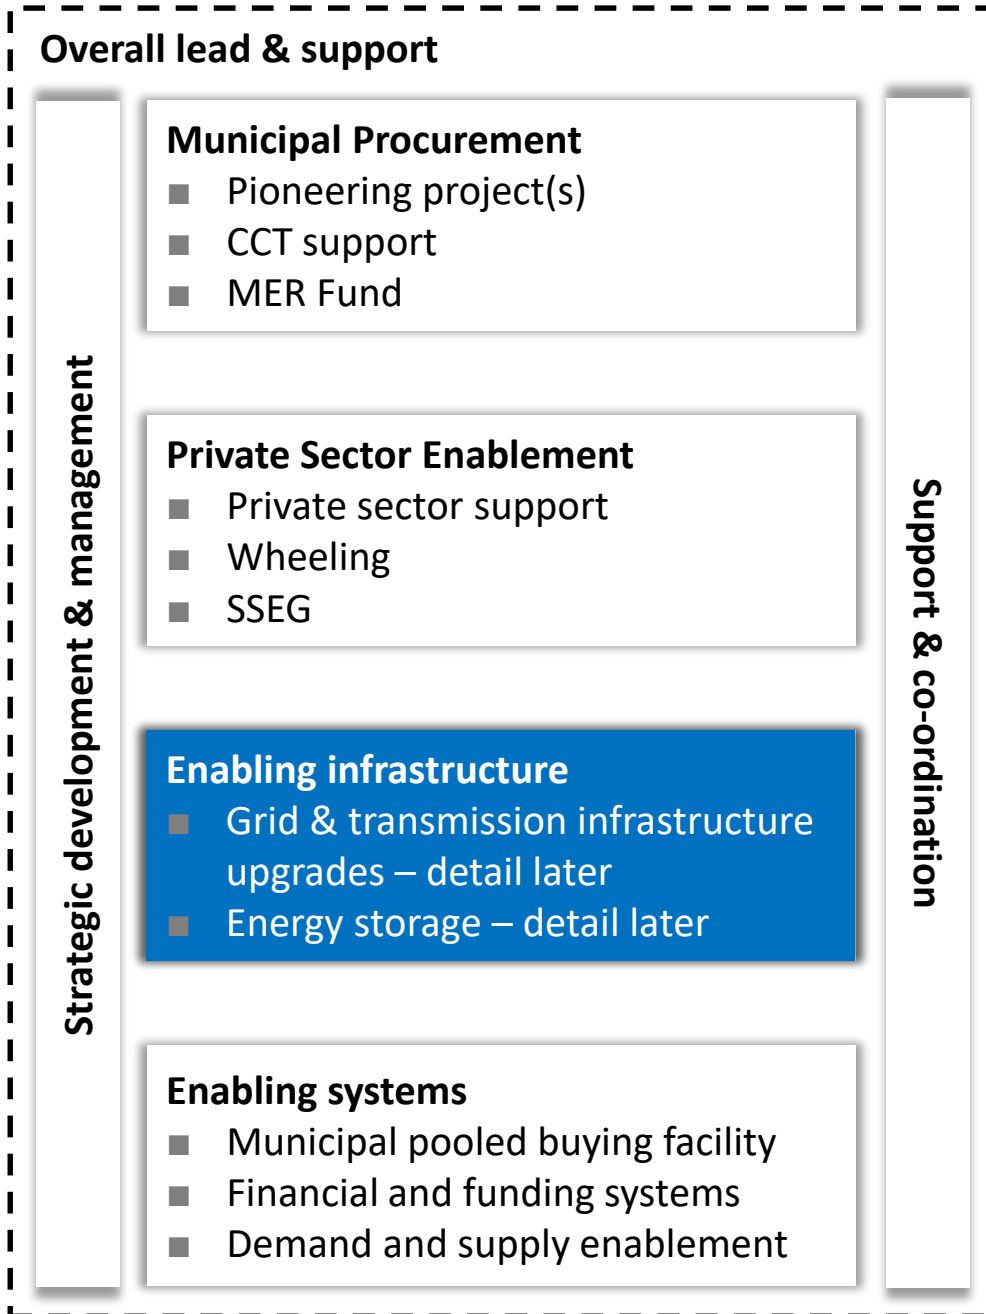 Overall lead & support
Strategic development & management
Municipal Procurement
■ Pioneering project(s)
■ CCT support
■ MER Fund
Private Sector Enablement
■ Private sector support
■ Wheeling
■ SSEG
Enabling infrastructure
■ Grid & transmission infrastructure
upgrades – detail later
■ Energy storage – detail later
Enabling systems
■ Municipal pooled buying facility
■ Financial and funding systems
■ Demand and supply enablement
Support & co-ordination